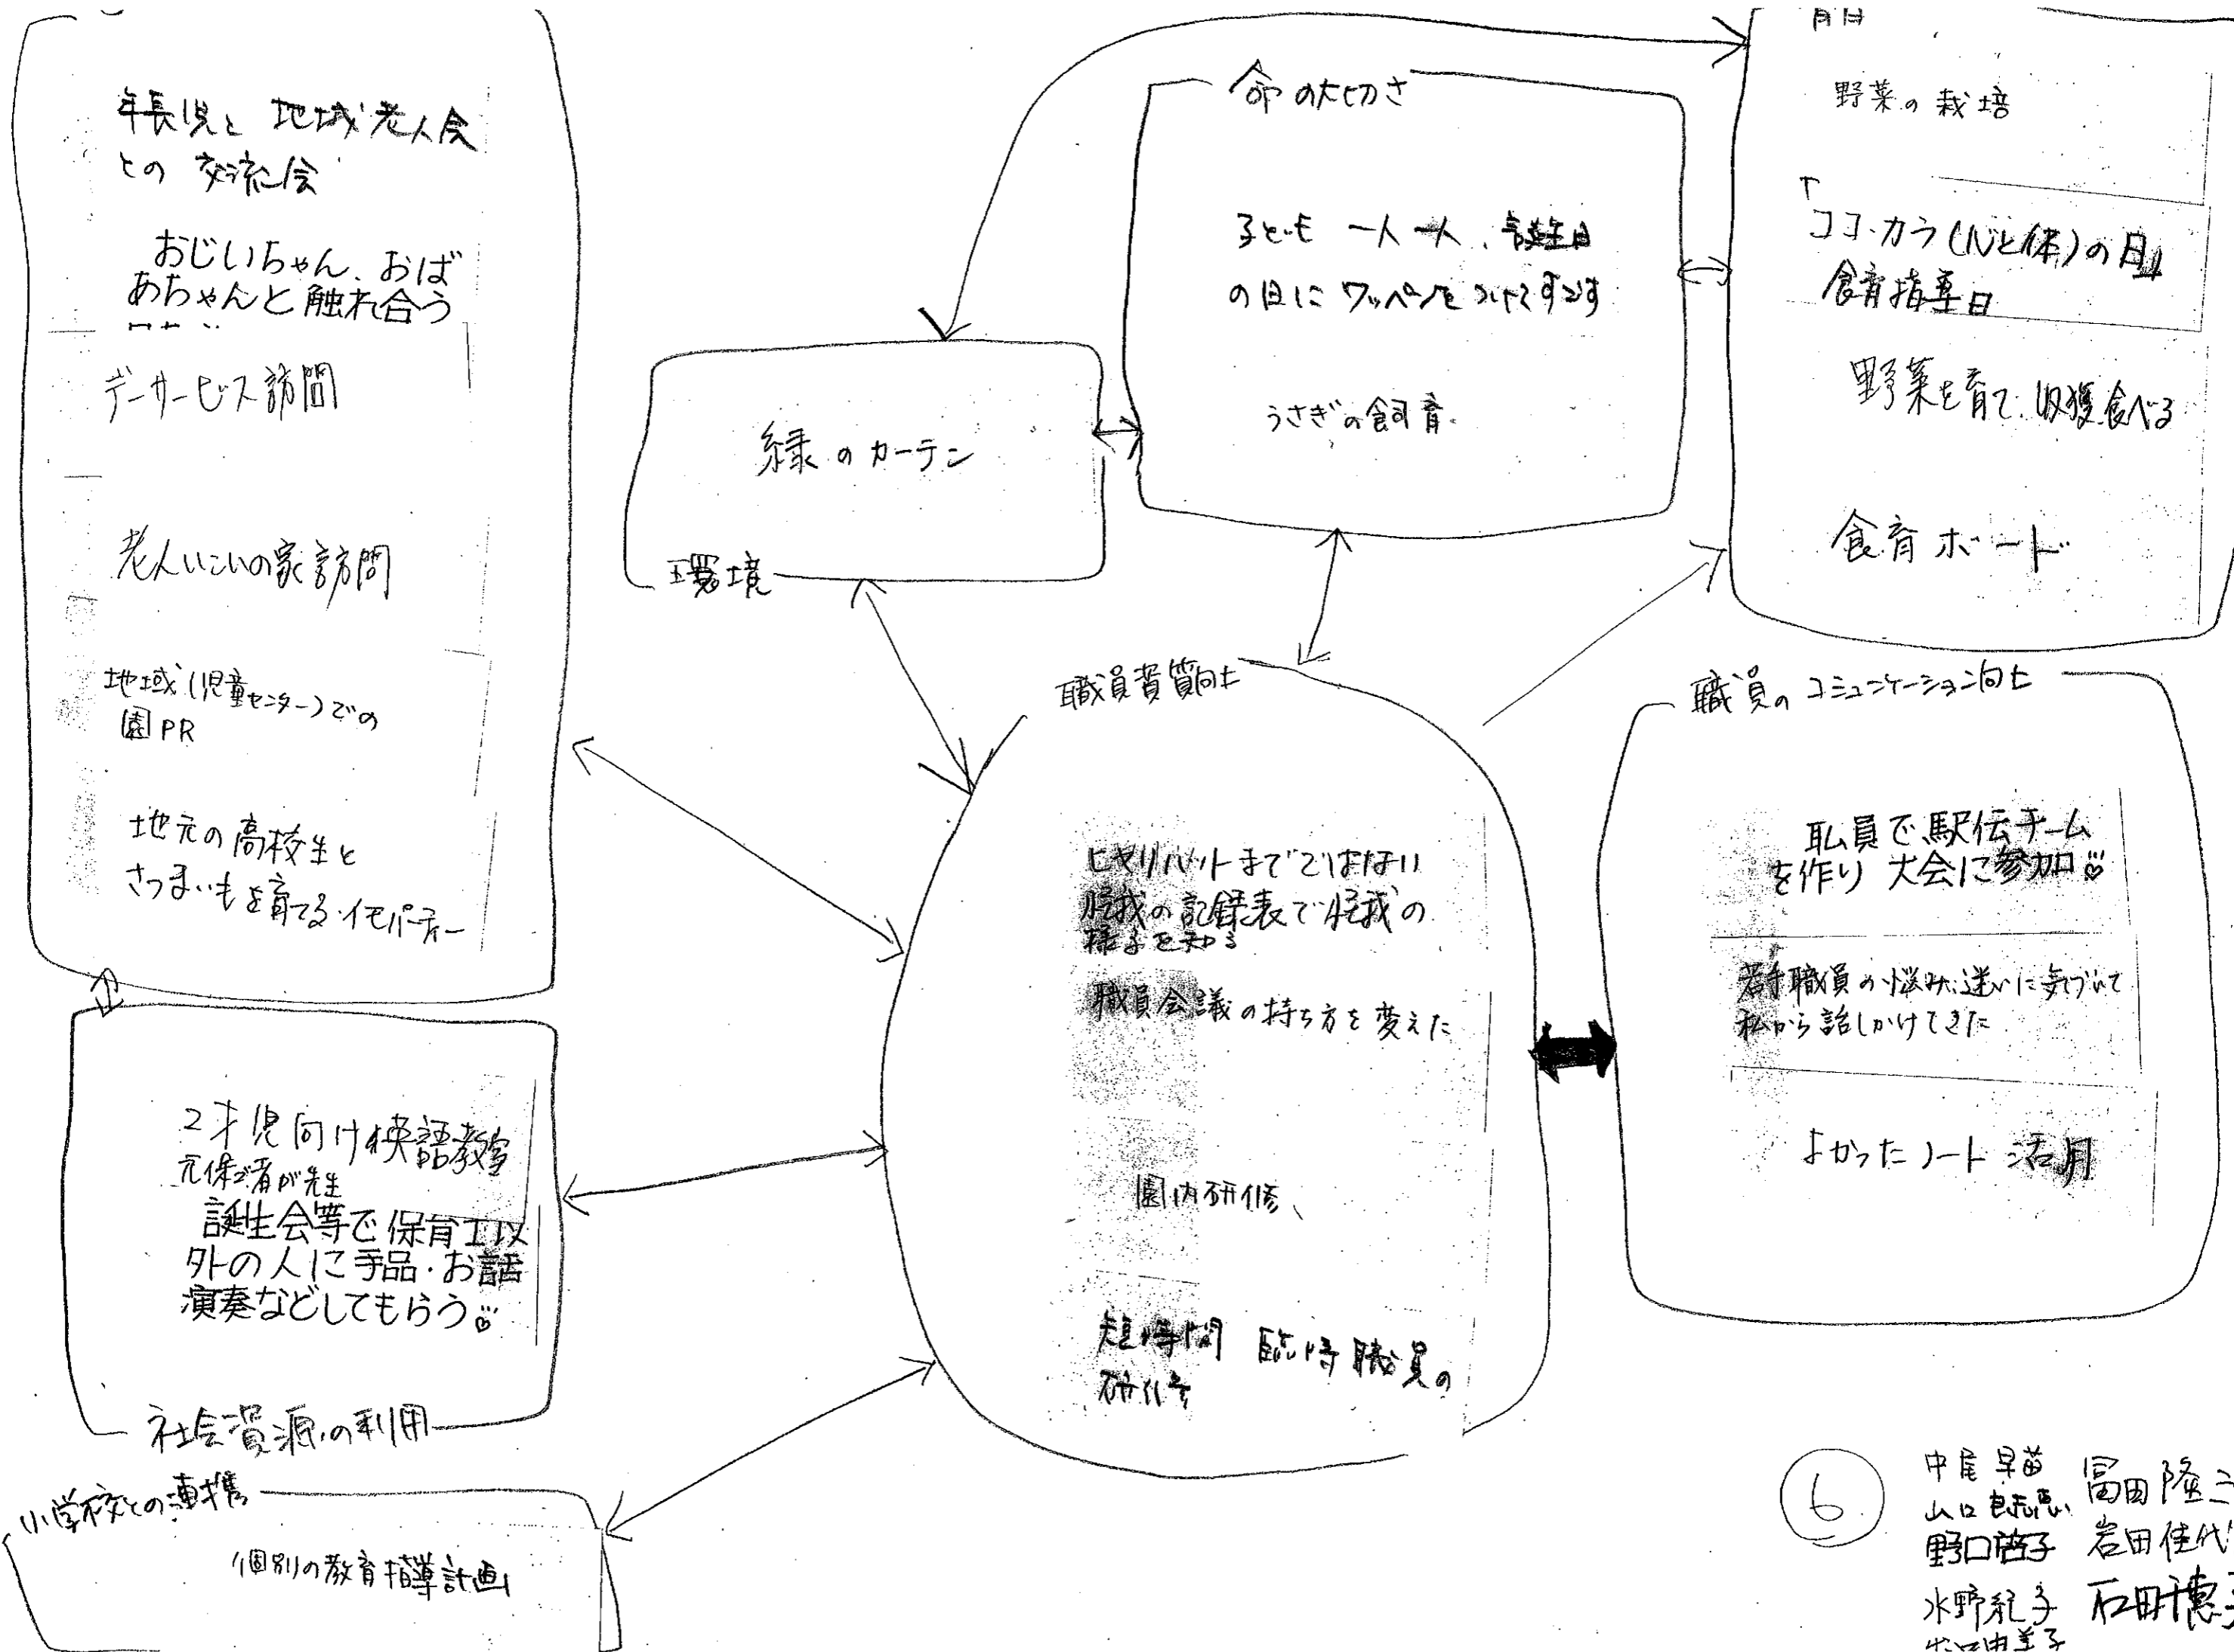 年長児と 地域老人会
との 交流会
おじいちゃん、おば
あちゃんと触れ合う
デーサービス訪問
老人いこいの家訪問
地域(児童センター)での
園PR
地元の高校生と
さつまいもを育てる・イモパーティー
2才児向け英語教室
元保ゴ者が先生
誕生会等で保育士以
外の人に手品・お話
演奏などしてもらう
社会資源の利用
小学校との連携
個別の教育指導計画
緑のカーテン
環境
命の大切さ
子ども 一人一人、誕生日
の日に ワッペンをつけてすごす
うさぎの飼育
野菜の栽培
「ココ・カラ(心と体)の日」
食育指導日
野菜を育て、収獲食べる
食育ボード
職員資質向上
ヒヤリハットまでではない
怪我の記録表で怪我の
様子を知る
職員会議の持ち方を変えた
園内研修、
短時間 臨時職員の
研修
職員のコミュニケーション向上
職員で駅伝チーム
を作り 大会に参加
若手職員の悩み、迷いに気づいて
私から話しかけてきた
よかったノート活用
6
中尾 早苗
山口
野口啓子
水野紀子
冨田 隆
岩田佳代
石田千恵子